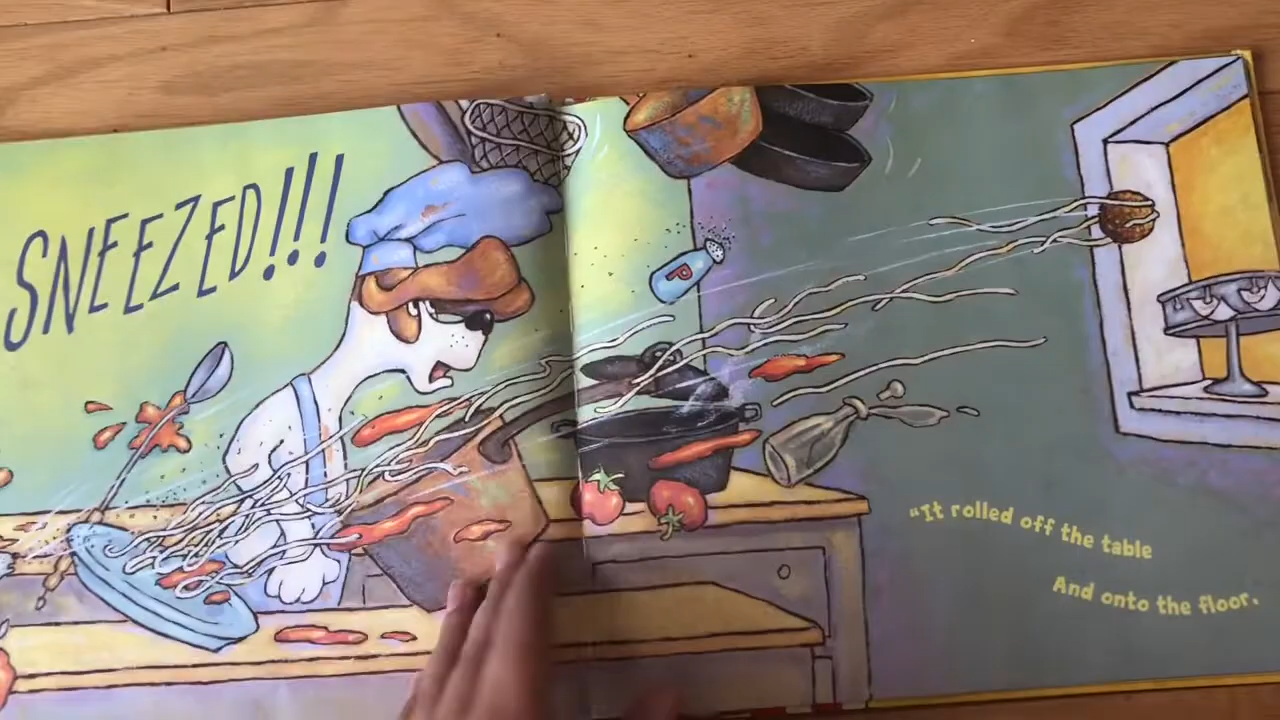 SNEEZED!!!
P
"It rolled off the table
And onto the floor.